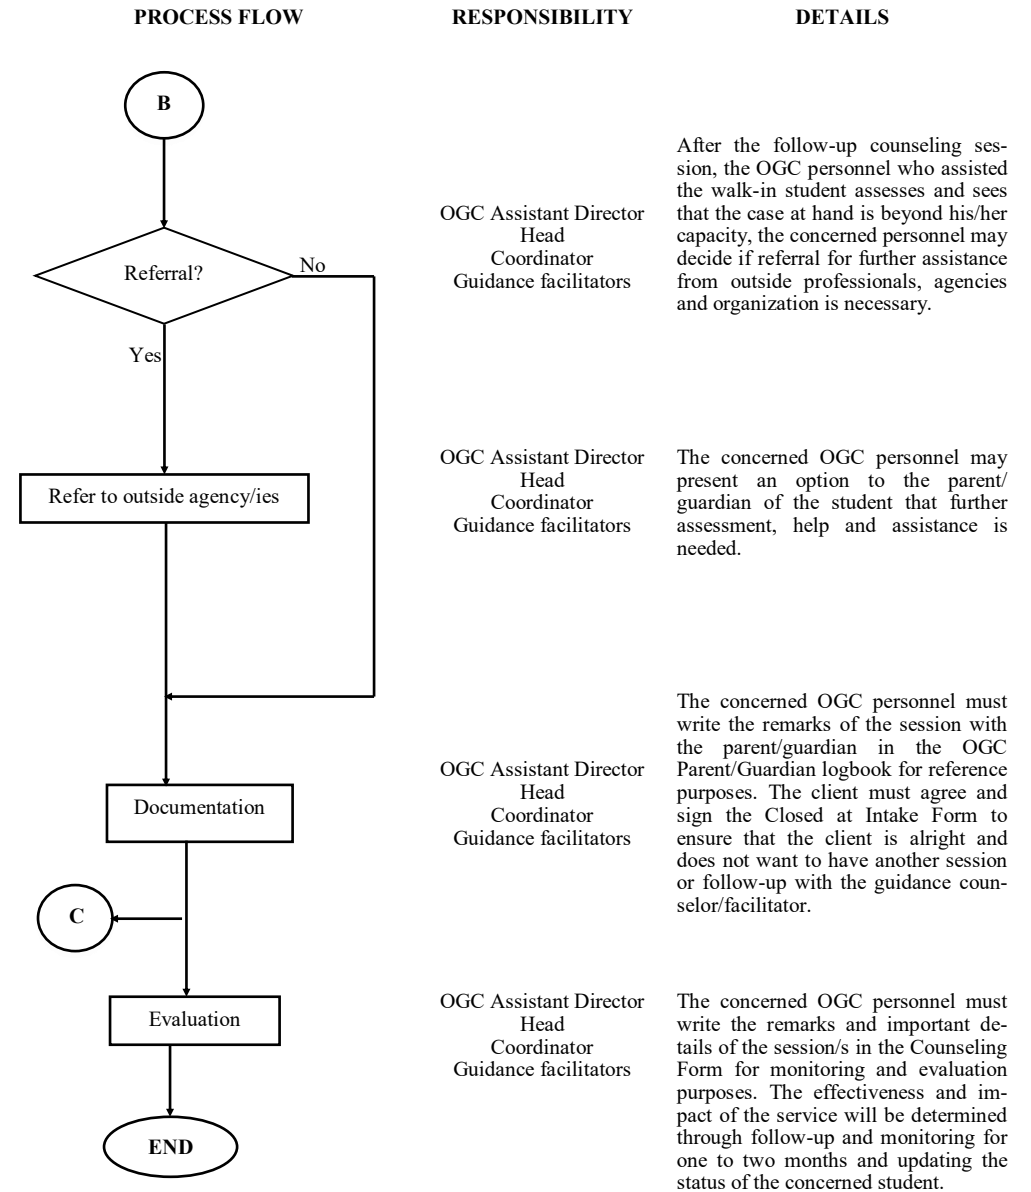 PROCESS FLOW RESPONSIBILITY DETAILS
B
After the follow-up counseling ses-
sion, the OGC personnel who assisted
the walk-in student assesses and sees
that the case at hand is beyond his/her
capacity, the concerned personnel may
decide if referral for further assistance
from outside professionals, agencies
and organization is necessary.
OGC Assistant Director
Head
Coordinator
Guidance facilitators
Referral?
No
Yes
Refer to outside agency/ies
OGC Assistant Director
Head
Coordinator
Guidance facilitators
The concerned OGC personnel may
present an option to the parent/
guardian of the student that further
assessment, help and assistance is
needed.
Documentation
OGC Assistant Director
Head
Coordinator
Guidance facilitators
The concerned OGC personnel must
write the remarks of the session with
the parent/guardian in the OGC
Parent/Guardian logbook for reference
purposes. The client must agree and
sign the Closed at Intake Form to
ensure that the client is alright and
does not want to have another session
or follow-up with the guidance coun-
selor/facilitator.
C
Evaluation
OGC Assistant Director
Head
Coordinator
Guidance facilitators
The concerned OGC personnel must
write the remarks and important de-
tails of the session/s in the Counseling
Form for monitoring and evaluation
purposes. The effectiveness and im-
pact of the service will be determined
through follow-up and monitoring for
one to two months and updating the
status of the concerned student.
END